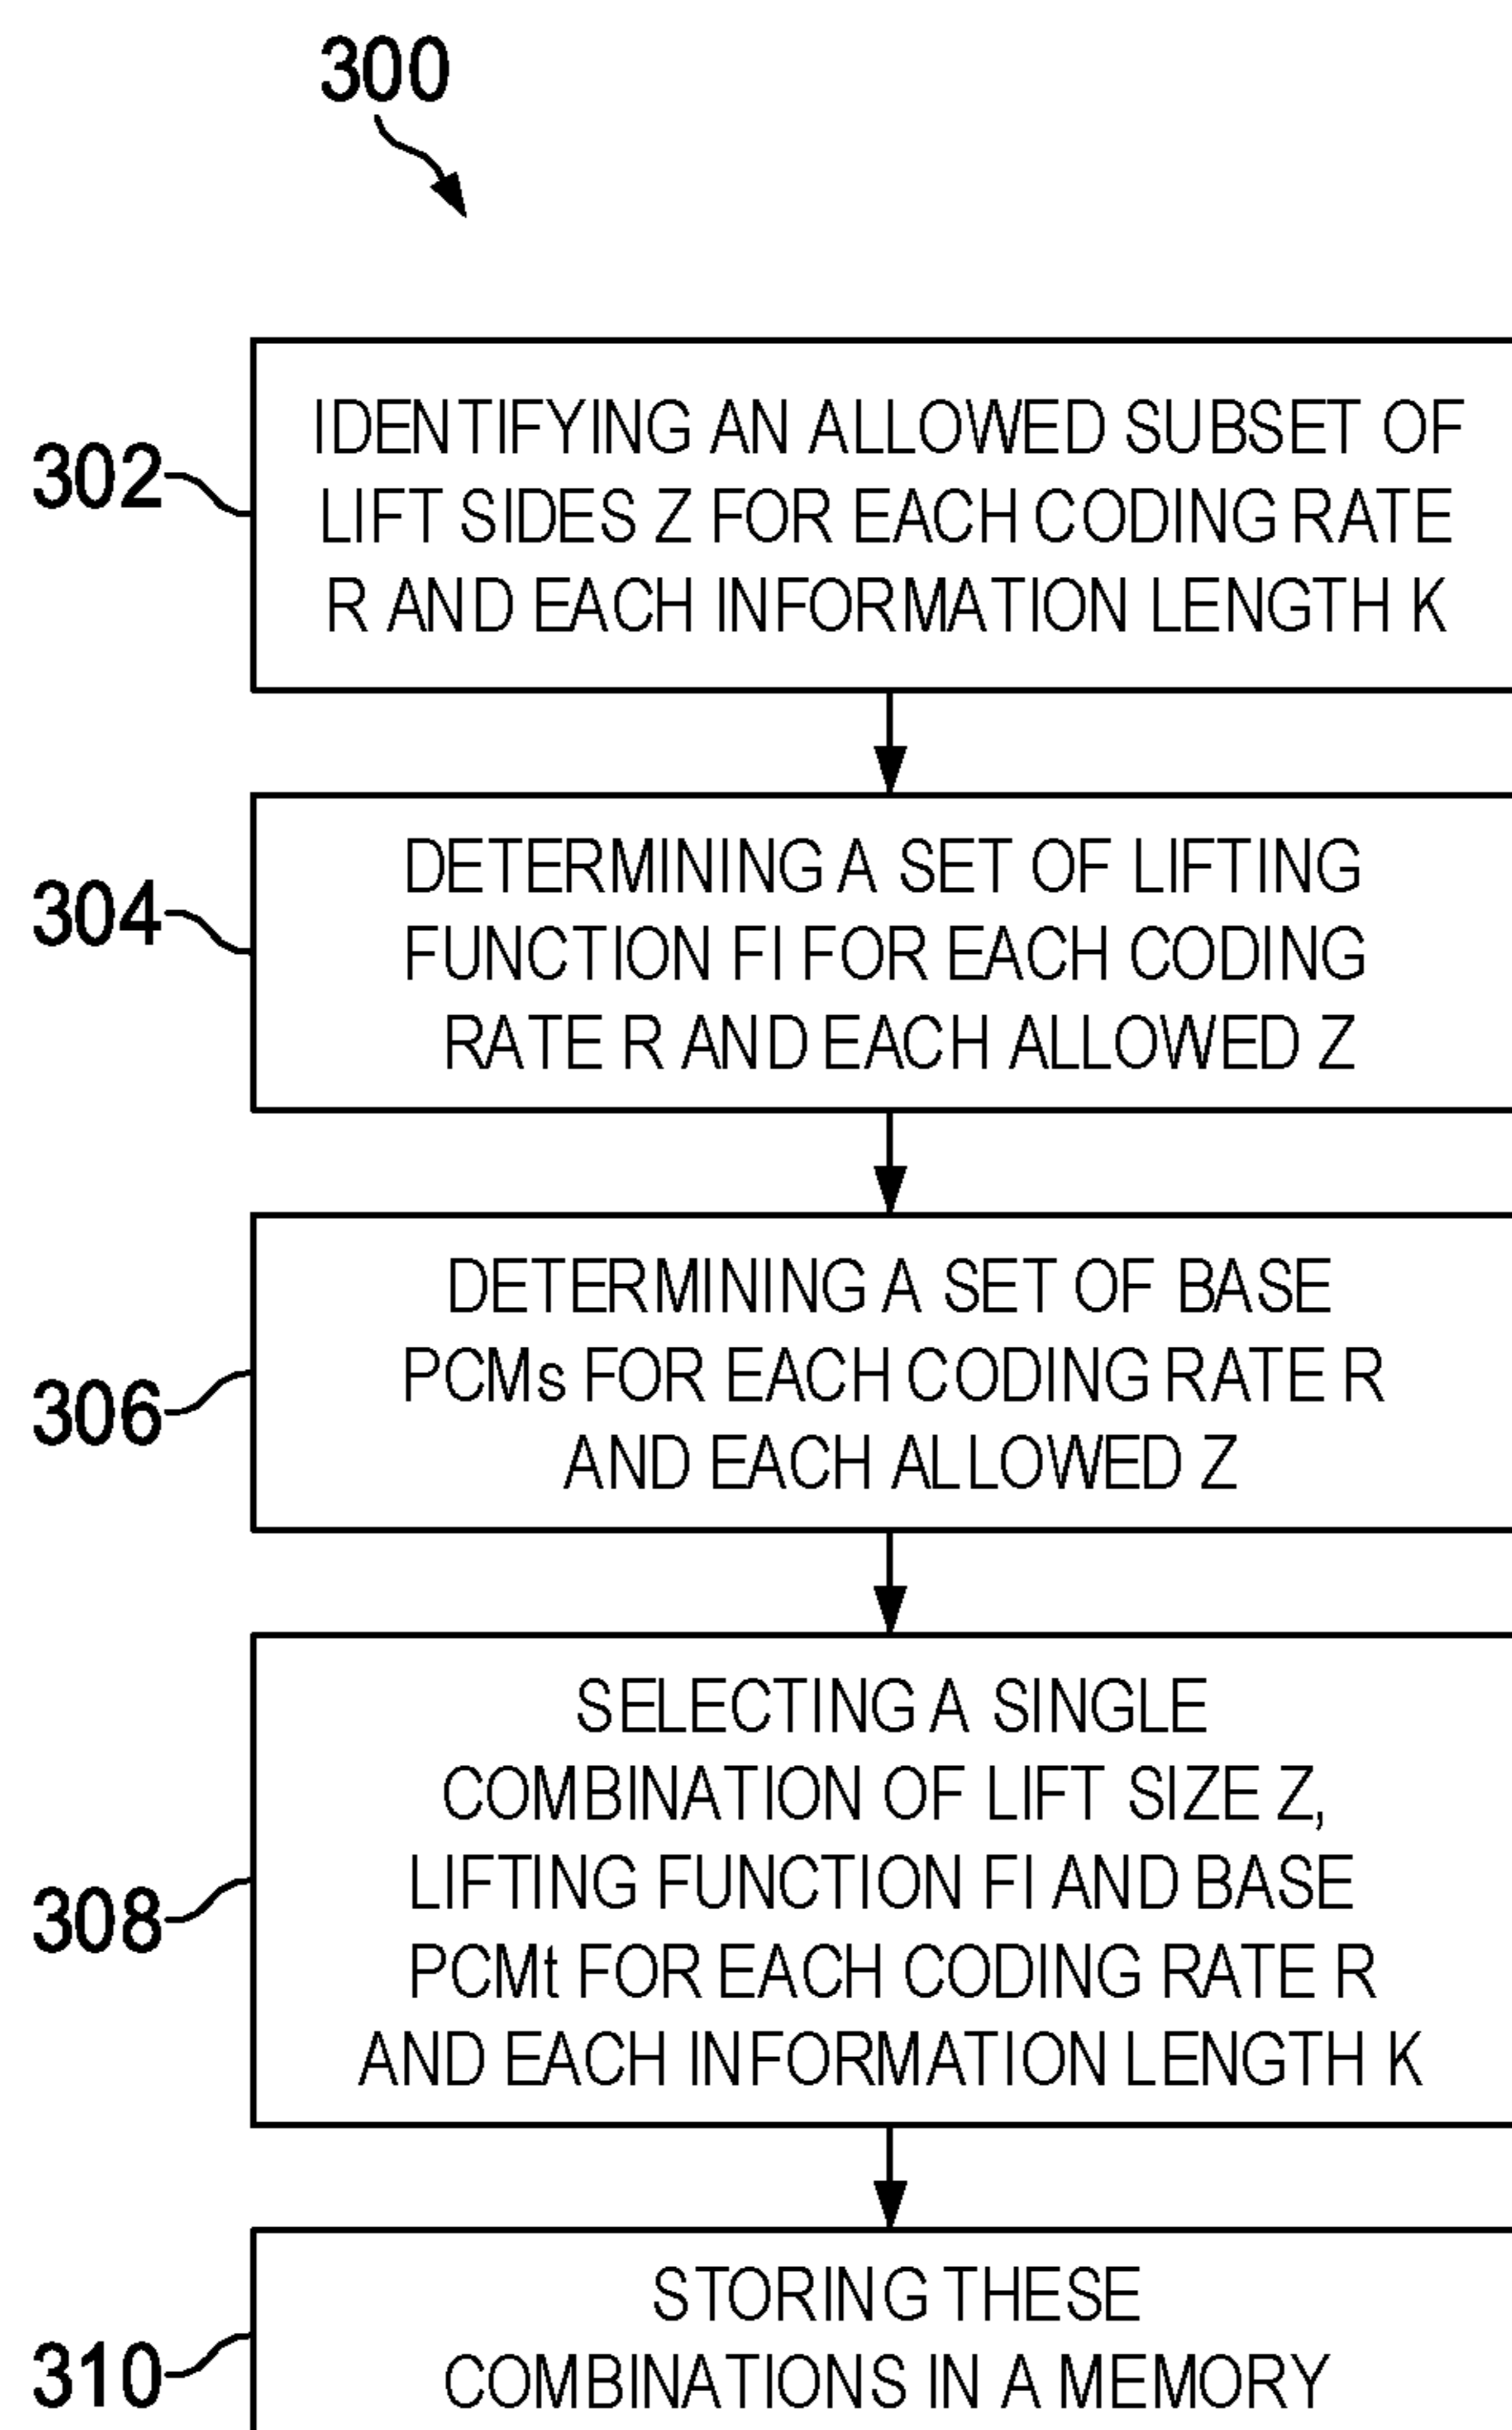 300
302
IDENTIFYING AN ALLOWED SUBSET OF
LIFT SIDES Z FOR EACH CODING RATE
R AND EACH INFORMATION LENGTH K
304
DETERMINING A SET OF LIFTING
FUNCTION FI FOR EACH CODING
RATE R AND EACH ALLOWED Z
306
DETERMINING A SET OF BASE
PCMs FOR EACH CODING RATE R
AND EACH ALLOWED Z
308
SELECTING A SINGLE
COMBINATION OF LIFT SIZE Z,
LIFTING FUNCTION FI AND BASE
PCMt FOR EACH CODING RATE R
AND EACH INFORMATION LENGTH K
310
STORING THESE
COMBINATIONS IN A MEMORY